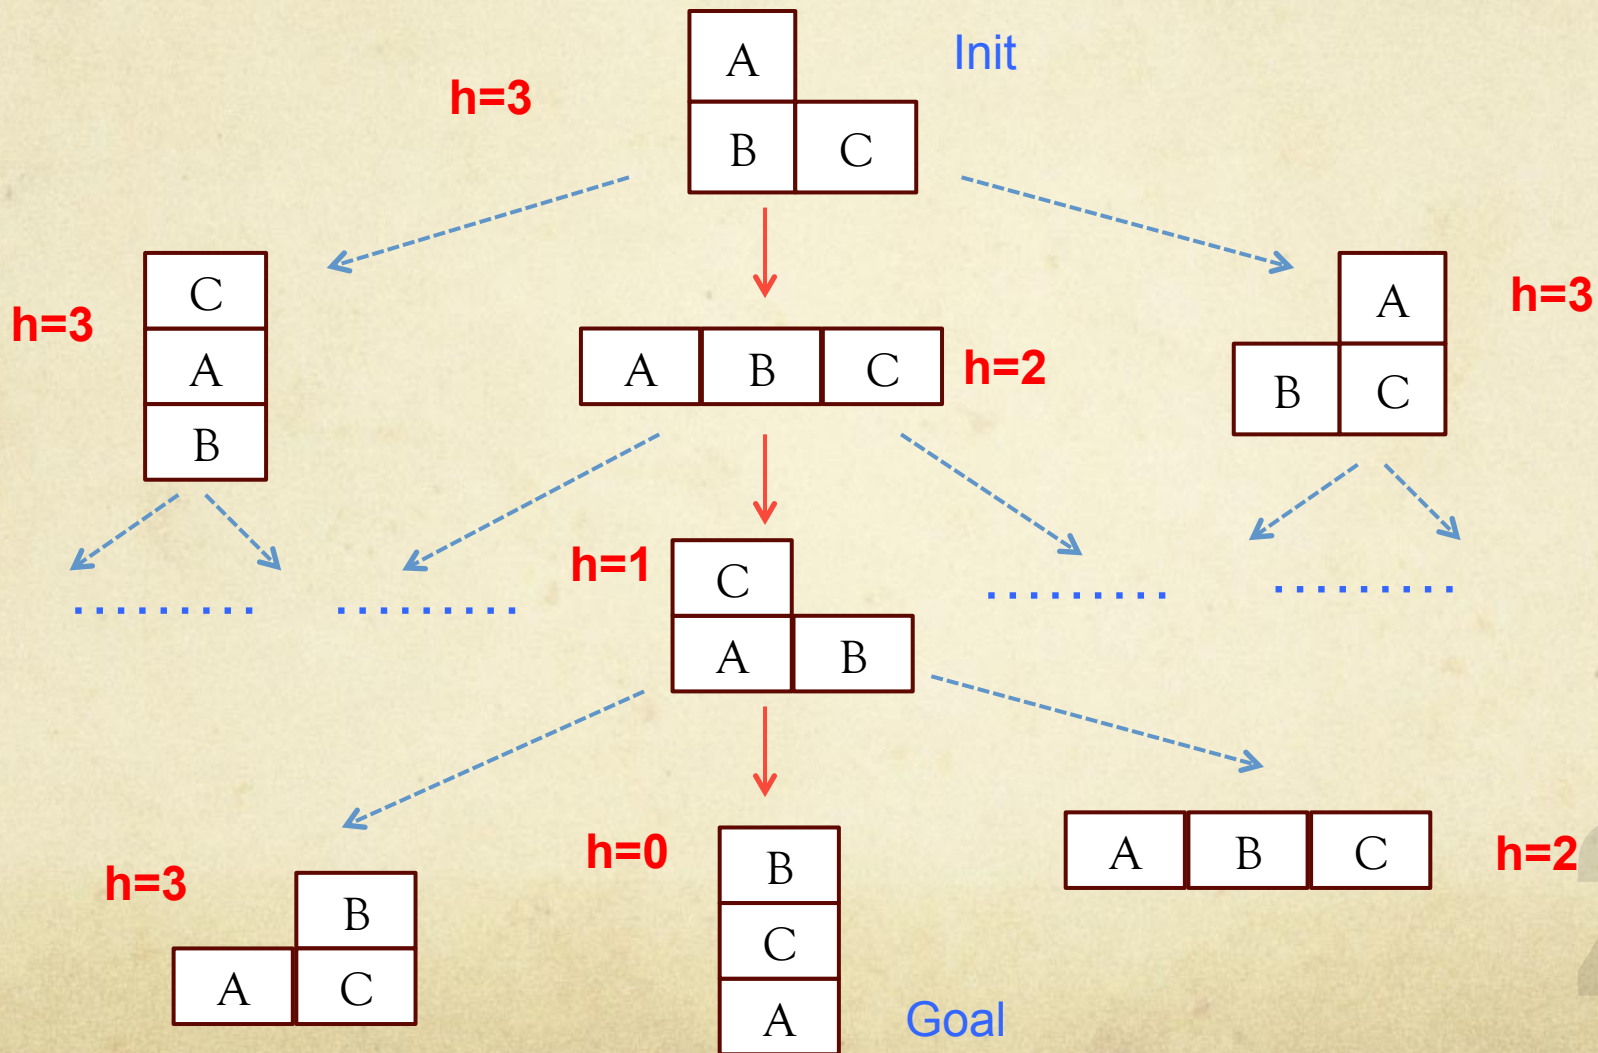 A
Init
h=3
B C
C
A
h=3
h=3
A
A B C
h=2
B C
B
h=1
C
.........
.........
.........
.........
A B
B
h=0
A B C
h=2
h=3
B
C
A C
A
Goal